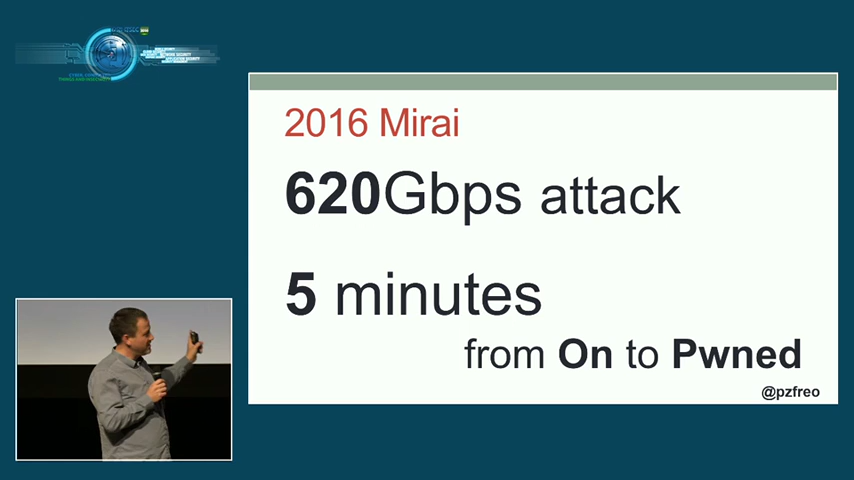 2016 Mirai
620Gbps attack
5 minutes
from On to Pwned
@pzfreo